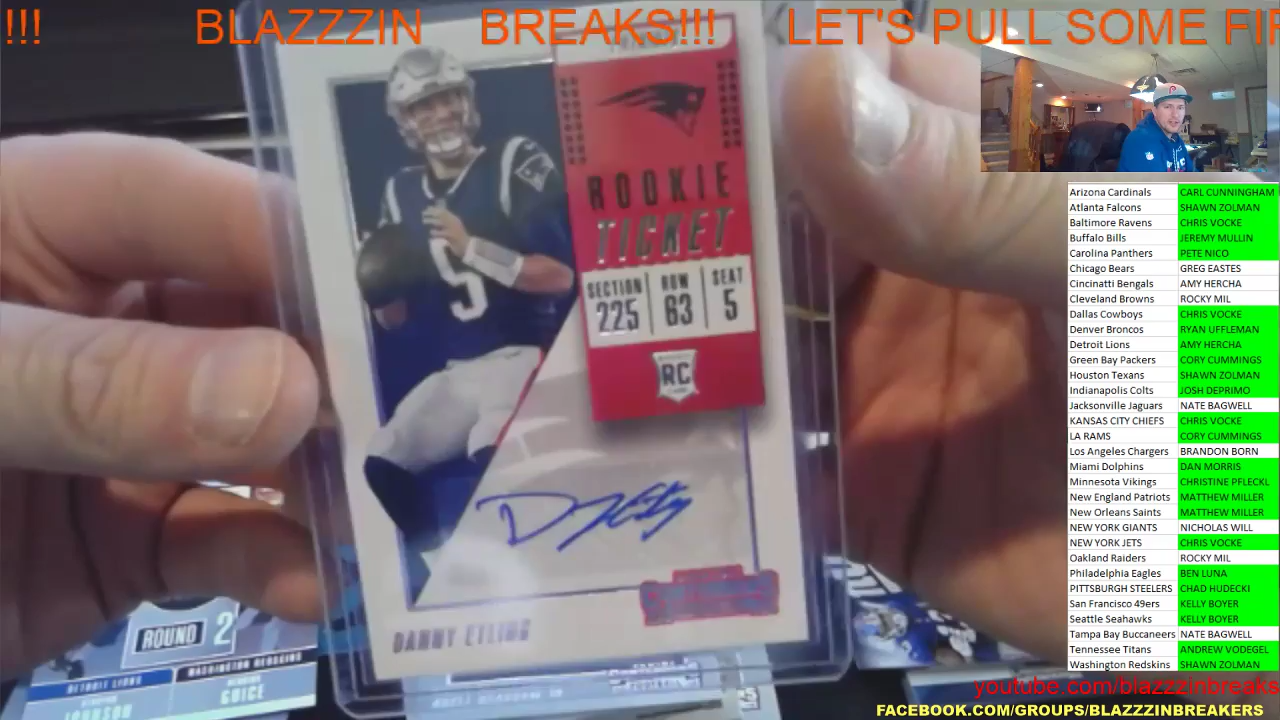 !!! BLAZZZIN BREAKS!!! LET'S PULL SOME FI
ROOKIE
TICKET
SECTION ROW SEAT
225 63 5
RC
5
DANNY ETLING
ROUND 2
WASHINGTON REDSKINS
DETROIT LIONS
GUICE
JOHNSON
Arizona Cardinals CARL CUNNINGHAM
Atlanta Falcons SHAWN ZOLMAN
Baltimore Ravens CHRIS VOCKE
Buffalo Bills JEREMY MULLIN
Carolina Panthers PETE NICO
Chicago Bears GREG EASTES
Cincinatti Bengals AMY HERCHA
Cleveland Browns ROCKY MIL
Dallas Cowboys CHRIS VOCKE
Denver Broncos RYAN UFFLEMAN
Detroit Lions AMY HERCHA
Green Bay Packers CORY CUMMINGS
Houston Texans SHAWN ZOLMAN
Indianapolis Colts JOSH DEPRIMO
Jacksonville Jaguars NATE BAGWELL
KANSAS CITY CHIEFS CHRIS VOCKE
LA RAMS CORY CUMMINGS
Los Angeles Chargers BRANDON BORN
Miami Dolphins DAN MORRIS
Minnesota Vikings CHRISTINE PFLECKL
New England Patriots MATTHEW MILLER
New Orleans Saints MATTHEW MILLER
NEW YORK GIANTS NICHOLAS WILL
NEW YORK JETS CHRIS VOCKE
Oakland Raiders ROCKY MIL
Philadelphia Eagles BEN LUNA
PITTSBURGH STEELERS CHAD HUDECKI
San Francisco 49ers KELLY BOYER
Seattle Seahawks KELLY BOYER
Tampa Bay Buccaneers NATE BAGWELL
Tennessee Titans ANDREW VODEGEL
Washington Redskins SHAWN ZOLMAN
youtube.com/blazzzinbreaks
FACEBOOK.COM/GROUPS/BLAZZZINBREAKERS